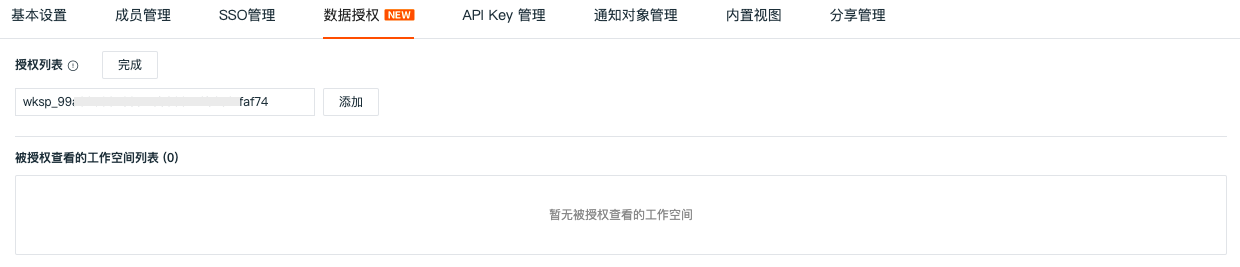 基本设置 成员管理 SSO管理 数据授权 NEW API Key 管理 通知对象管理 内置视图 分享管理
授权列表 完成
wksp_99 faf74 添加
被授权查看的工作空间列表 (0)
暂无被授权查看的工作空间